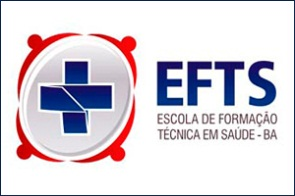 EFTS
ESCOLA DE FORMAÇÃO
TÉCNICA EM SAÚDE - BA